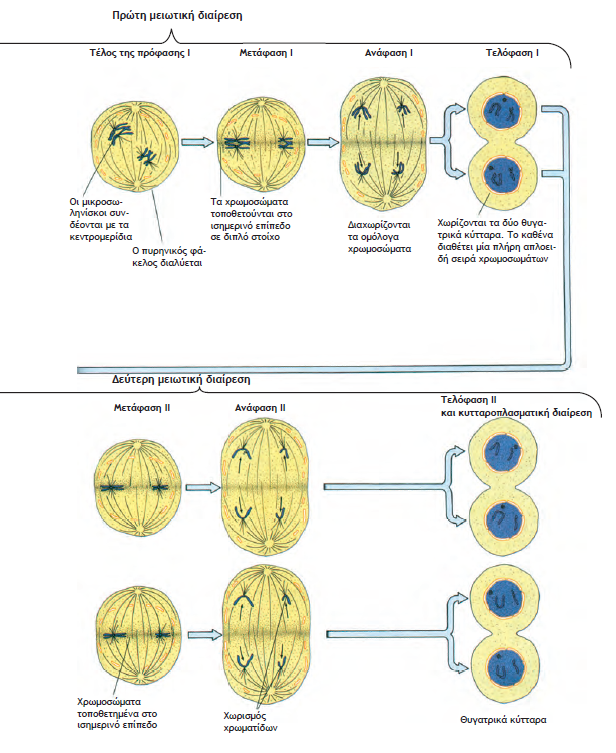 Πρώτη μειωτική διαίρεση
Τέλος της πρόφασης Ι
Μετάφαση Ι
Ανάφαση Ι
Τελόφαση Ι
Οι μικροσω-
ληνίσκοι συν-
δέονται με τα
κεντρομερίδια
Ο πυρηνικός φά-
κελος διαλύεται
Τα χρωμοσώματα
τοποθετούνται στο
ισημερινό επίπεδο
σε διπλό στοίχο
Διαχωρίζονται
τα ομόλογα
χρωμοσώματα
Χωρίζονται τα δύο θυγα-
τρικά κύτταρα. Το καθένα
διαθέτει μία πλήρη απλοει-
δή σειρά χρωμοσωμάτων
Δεύτερη μειωτική διαίρεση
Μετάφαση ΙΙ
Ανάφαση ΙΙ
Τελόφαση ΙΙ
και κυτταροπλασματική διαίρεση
Χρωμοσώματα
τοποθετημένα στο
ισημερινό επίπεδο
Χωρισμός
χρωματίδων
Θυγατρικά κύτταρα